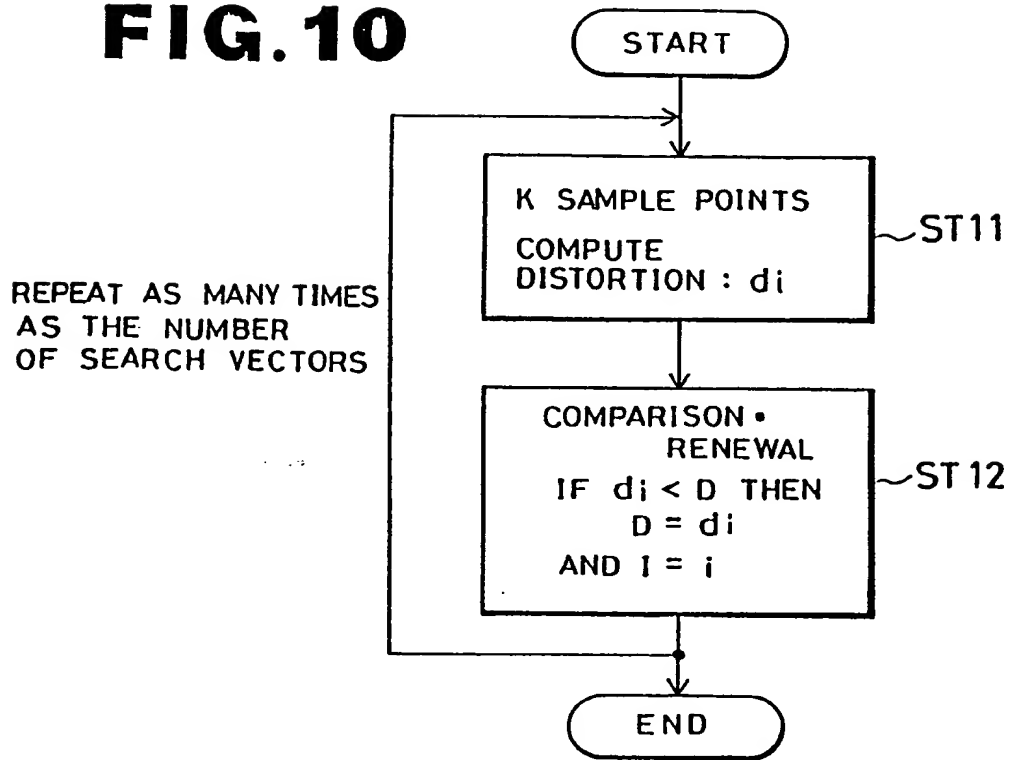 FIG.10
START
K SAMPLE POINTS
COMPUTE
DISTORTION : di
ST11
REPEAT AS MANY TIMES
AS THE NUMBER
OF SEARCH VECTORS
COMPARISON •
RENEWAL
IF di < D THEN
D = di
AND I = i
ST12
END